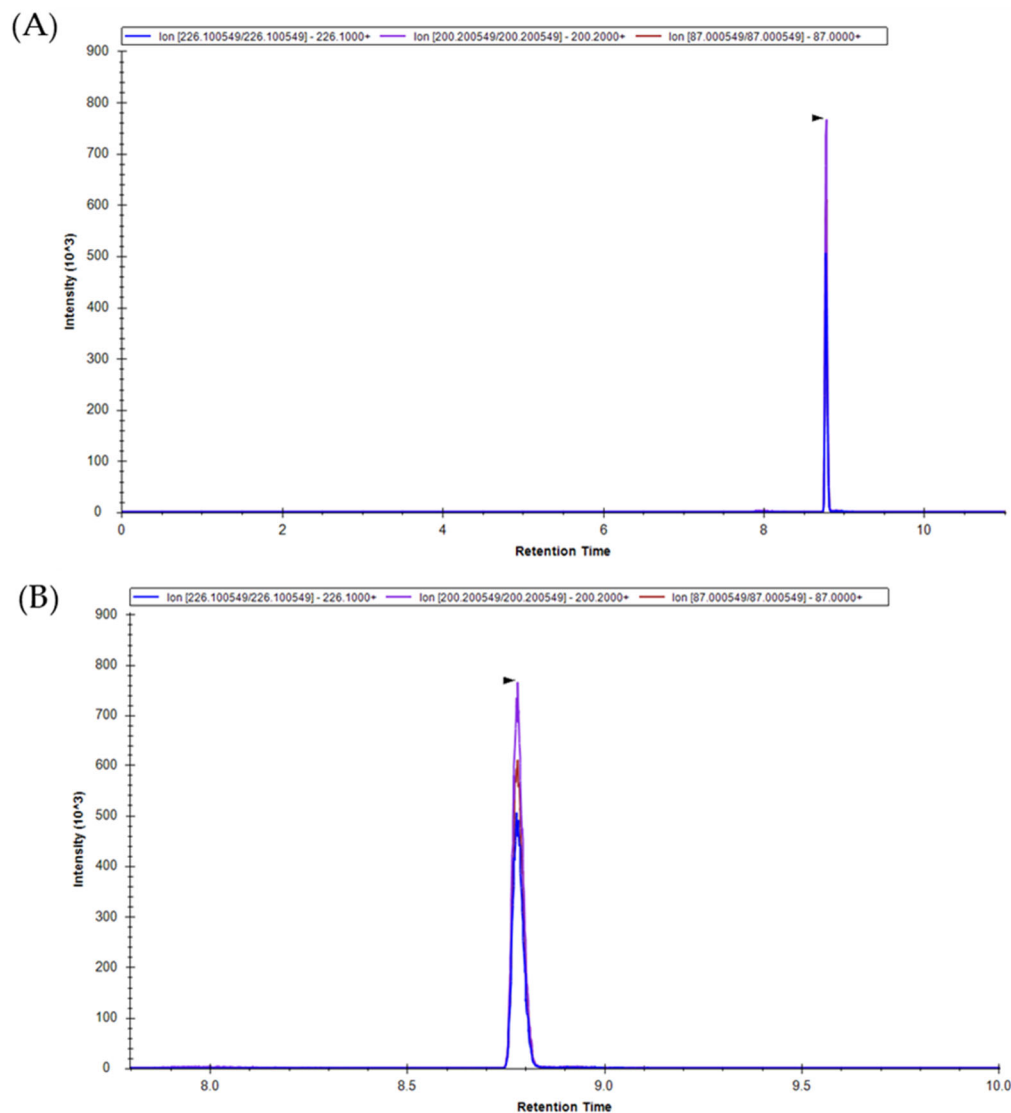 (A)
Ion [226.100549/226.100549] - 226.1000+ Ion [200.200549/200.200549] - 200.2000+ Ion [87.000549/87.000549] - 87.0000+
900
800
700
600
500
400
300
200
100
0
Intensity (10^3)
0 2 4 6 8 10
Retention Time
(B)
Ion [226.100549/226.100549] - 226.1000+ Ion [200.200549/200.200549] - 200.2000+ Ion [87.000549/87.000549] - 87.0000+
900
800
700
600
500
400
300
200
100
0
Intensity (10^3)
8.0 8.5 9.0 9.5 10.0
Retention Time